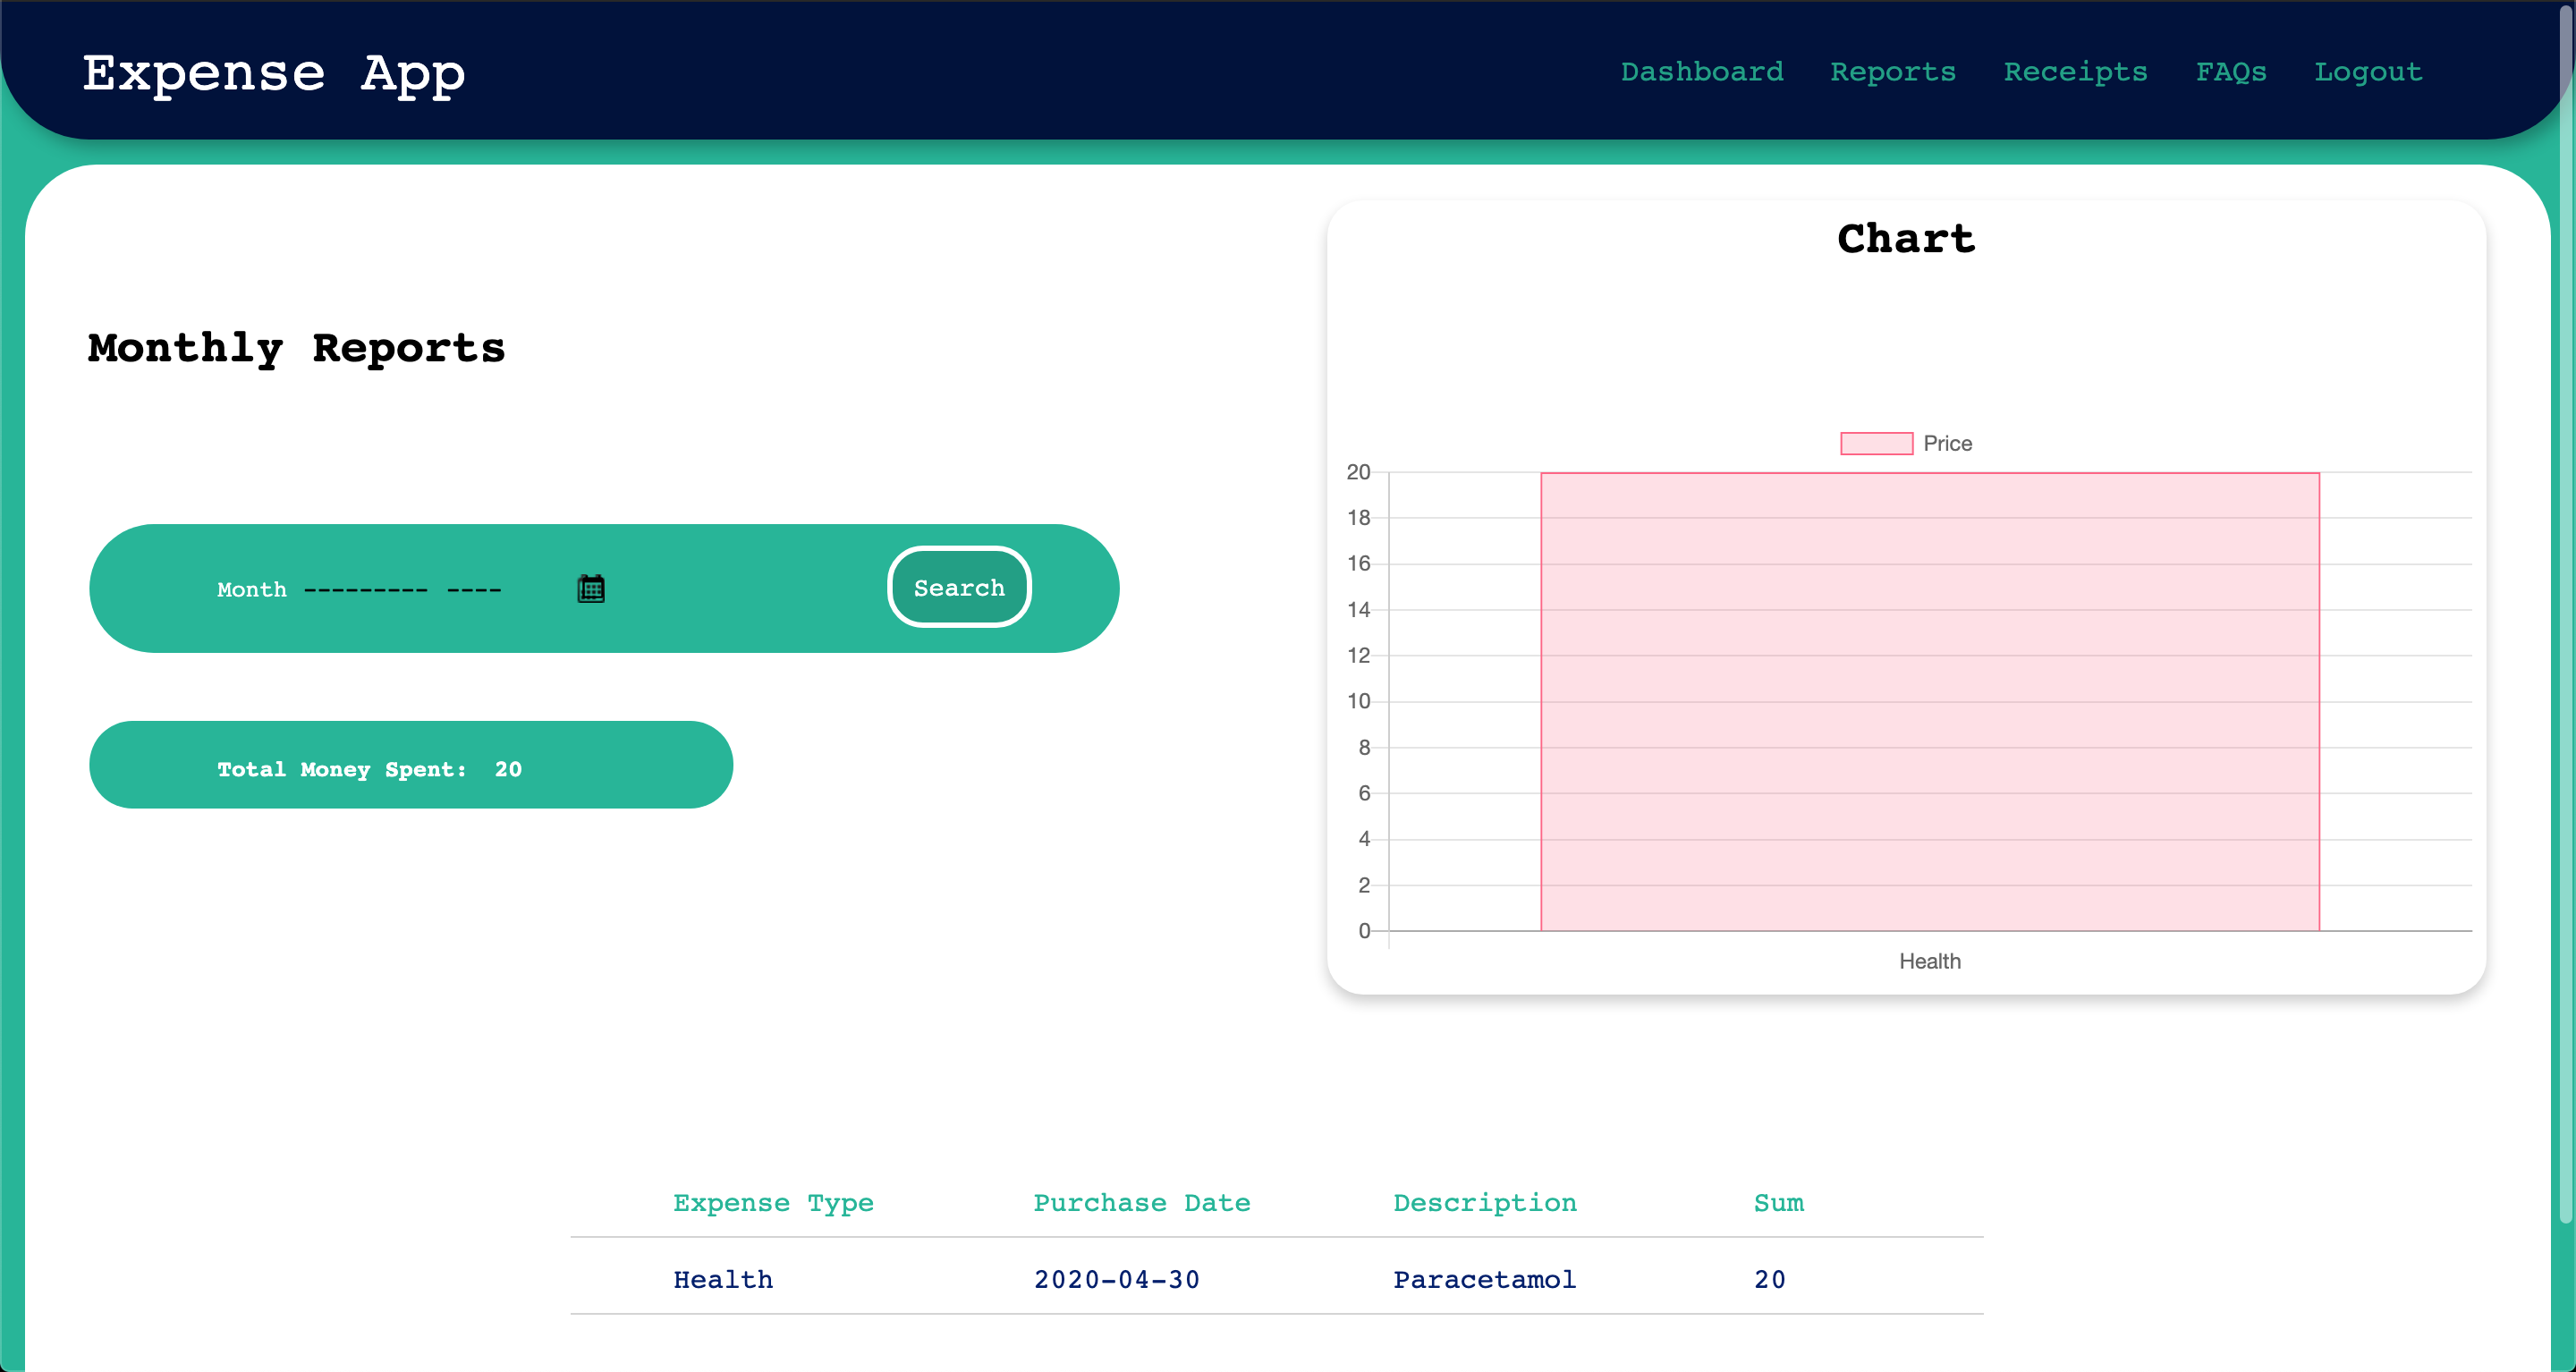 Expense App
Dashboard Reports Receipts FAQs Logout
Monthly Reports
Month --------- ----
Search
Total Money Spent: 20
Chart
Price
20
18
16
14
12
10
8
6
4
2
0
Health
Expense Type Purchase Date Description Sum
Health 2020-04-30 Paracetamol 20